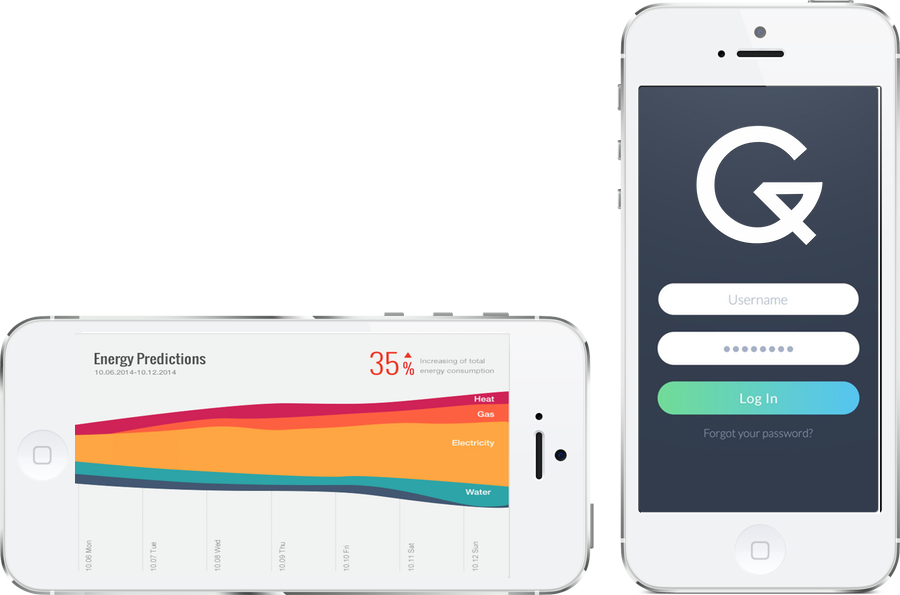 Energy Predictions
10.06.2014-10.12.2014
35%
Increasing of total
energy consumption
Heat
Gas
Electricity
Water
10.06 Mon
10.07 Tue
10.08 Wed
10.09 Thu
10.10 Fri
10.11 Sat
10.12 Sun
Username
Log In
Forgot your password?